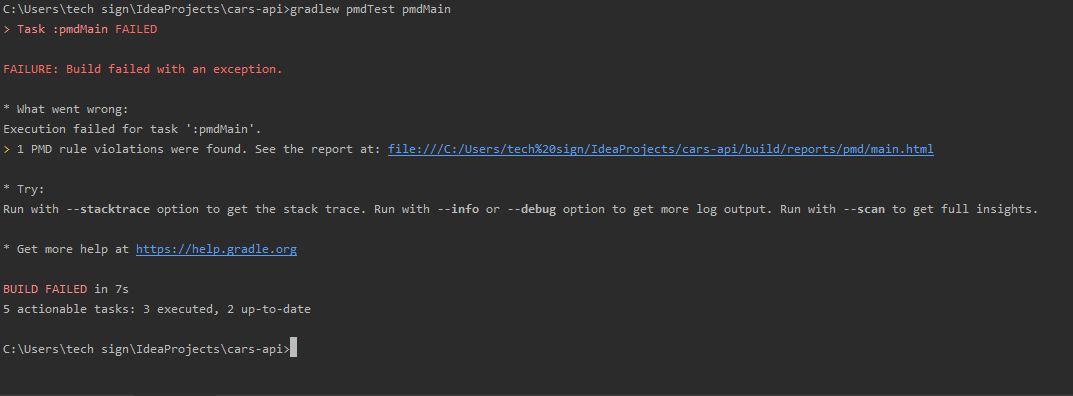 C:\Users\tech sign\IdeaProjects\cars-api>gradlew pmdTest pmdMain
> Task :pmdMain FAILED
FAILURE: Build failed with an exception.
* What went wrong:
Execution failed for task ':pmdMain'.
> 1 PMD rule violations were found. See the report at: file:///C:/Users/tech%20sign/IdeaProjects/cars-api/build/reports/pmd/main.html
* Try:
Run with --stacktrace option to get the stack trace. Run with --info or --debug option to get more log output. Run with --scan to get full insights.
* Get more help at https://help.gradle.org
BUILD FAILED in 7s
5 actionable tasks: 3 executed, 2 up-to-date
C:\Users\tech sign\IdeaProjects\cars-api>